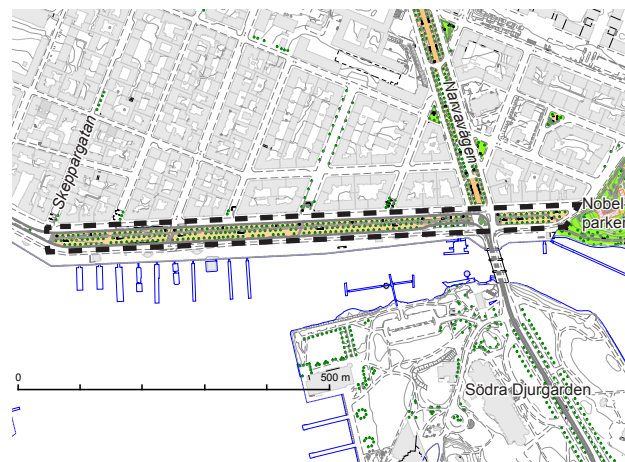 Skeppargatan
Narvavägen
Nobel-
parken
0
500 m
Södra Djurgården